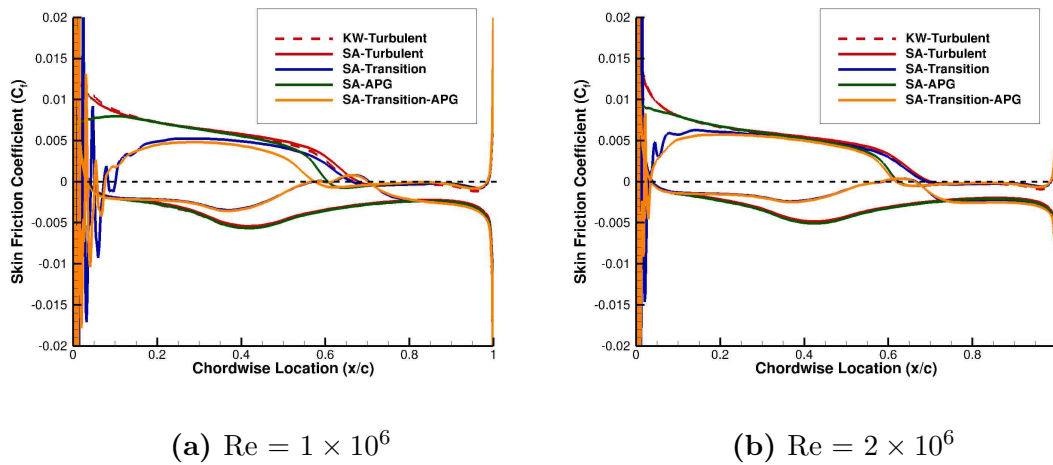 0.02
0.015
0.01
0.005
0
-0.005
-0.01
-0.015
-0.02
Skin Friction Coefficient (Cf)
KW-Turbulent
SA-Turbulent
SA-Transition
SA-APG
SA-Transition-APG
0 0.2 0.4 0.6 0.8 1
Chordwise Location (x/c)
(a) Re = 1 × 10⁶
0.02
0.015
0.01
0.005
0
-0.005
-0.01
-0.015
-0.02
Skin Friction Coefficient (Cf)
KW-Turbulent
SA-Turbulent
SA-Transition
SA-APG
SA-Transition-APG
0 0.2 0.4 0.6 0.8
Chordwise Location (x/c)
(b) Re = 2 × 10⁶